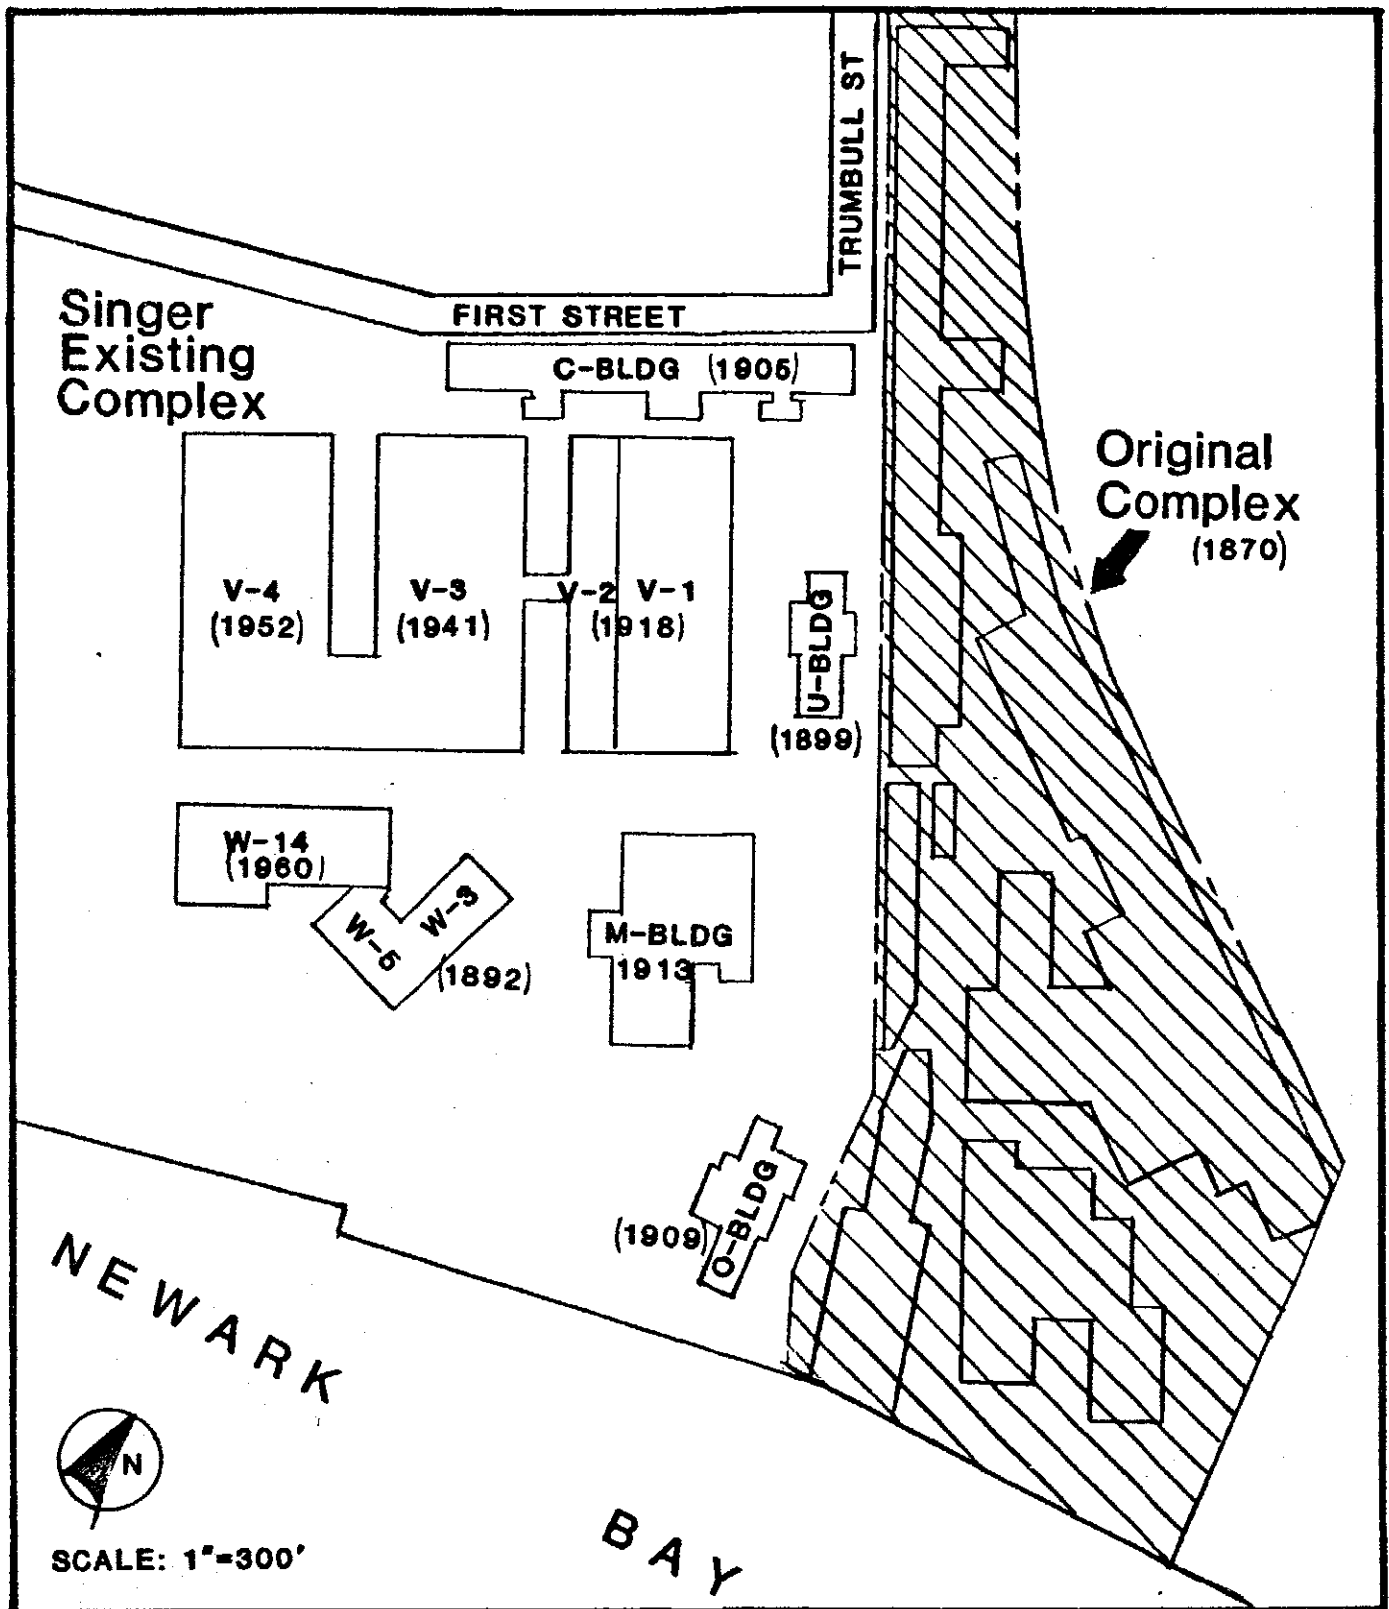 TRUMBULL ST
FIRST STREET
Singer
Existing
Complex
C-BLDG (1905)
Original
Complex
(1870)
V-4
(1952)
V-3
(1941)
V-2 V-1
(1918)
U-BLDG
(1899)
W-14
(1960)
W-3
W-5
(1892)
M-BLDG
1913
O-BLDG
(1909)
NEWARK
BAY
N
SCALE: 1"=300'